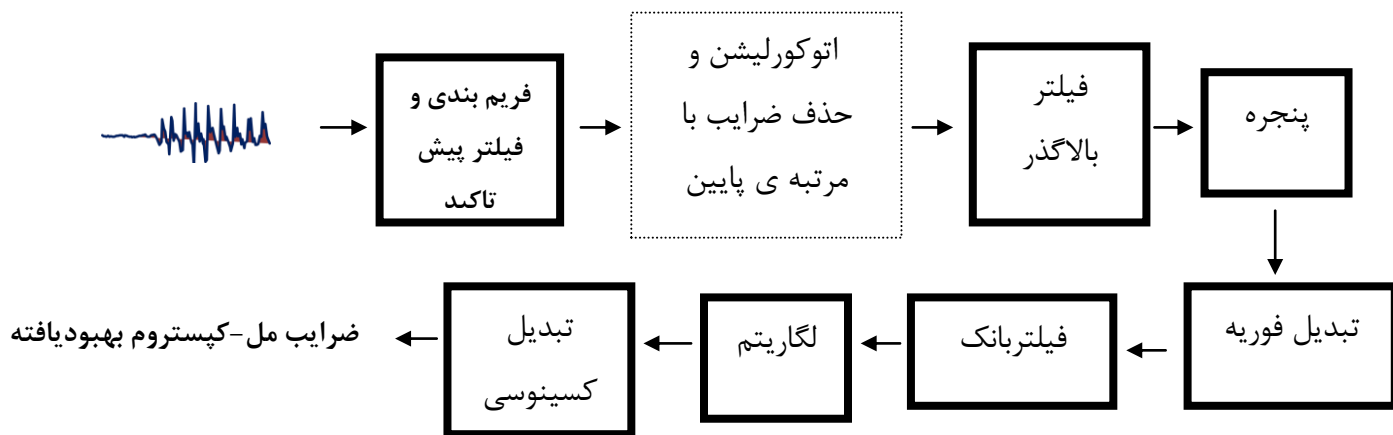 فریم بندی و
فیلتر پیش
تاکید
اتوکورلیشن و
حذف ضرایب با
مرتبه ی پایین
فیلتر
بالاگذر
پنجره
تبدیل فوریه
فیلتربانک
لگاریتم
تبدیل
کسینوسی
ضرایب مل-کپستروم بهبودیافته